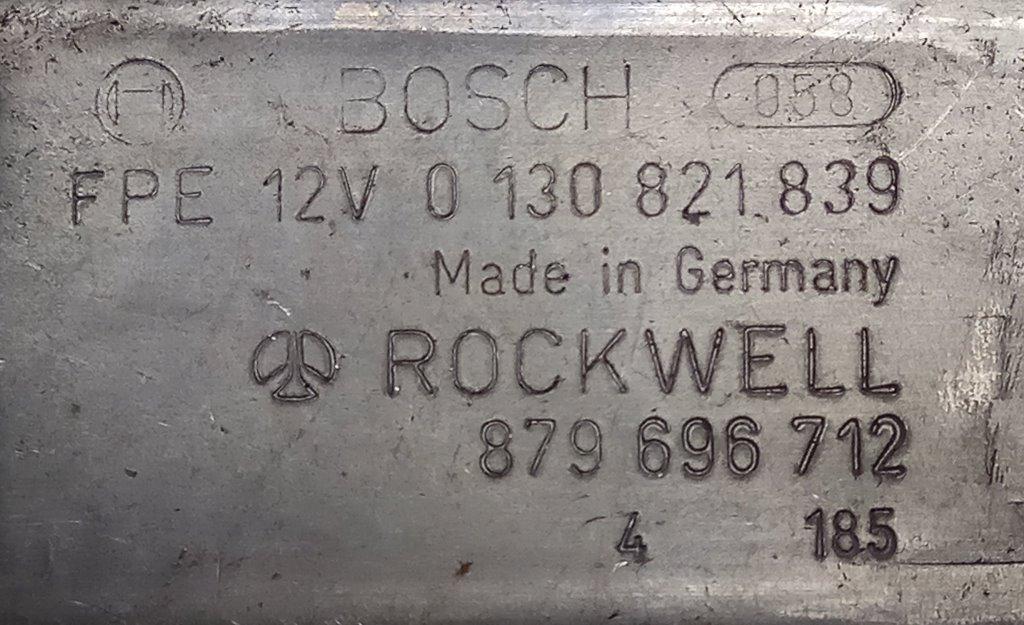 BOSCH 058
FPE 12V 0 130 821 839
Made in Germany
ROCKWELL
879 696 712
4 185